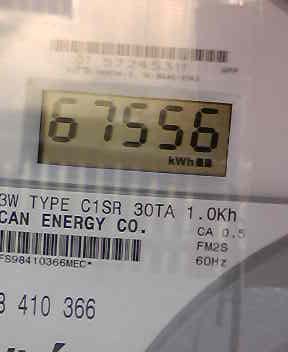 67556
kWh
3W TYPE C1SR 30TA 1.0Kh
CAN ENERGY CO.
CA 0.5
FM2S
FS98410366MEC*
60Hz
3 410 366